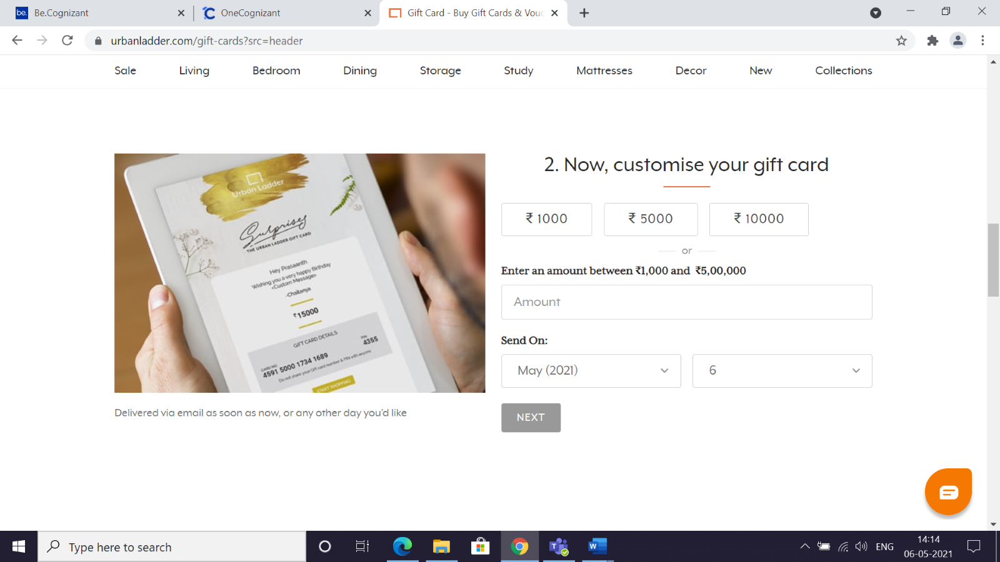 be. Be.Cognizant
OneCognizant
Gift Card - Buy Gift Cards & Vouc
urbanladder.com/gift-cards?src=header
Sale Living Bedroom Dining Storage Study Mattresses Decor New Collections
Urban Ladder
Surprises
THE URBAN LADDER GIFT CARD
Hey Prasaanth
Wishing you a very happy Birthday
<Custom Message>
-Chaitanya
₹15000
GIFT CARD DETAILS
CARD NO. PIN
4591 5000 1734 1689 4355
Do not share your Gift card number & PIN with anyone
START SHOPPING
Delivered via email as soon as now, or any other day you'd like
2. Now, customise your gift card
₹ 1000 ₹ 5000 ₹ 10000
or
Enter an amount between ₹1,000 and ₹5,00,000
Amount
Send On:
May (2021) 6
NEXT
Type here to search
ENG
14:14
06-05-2021